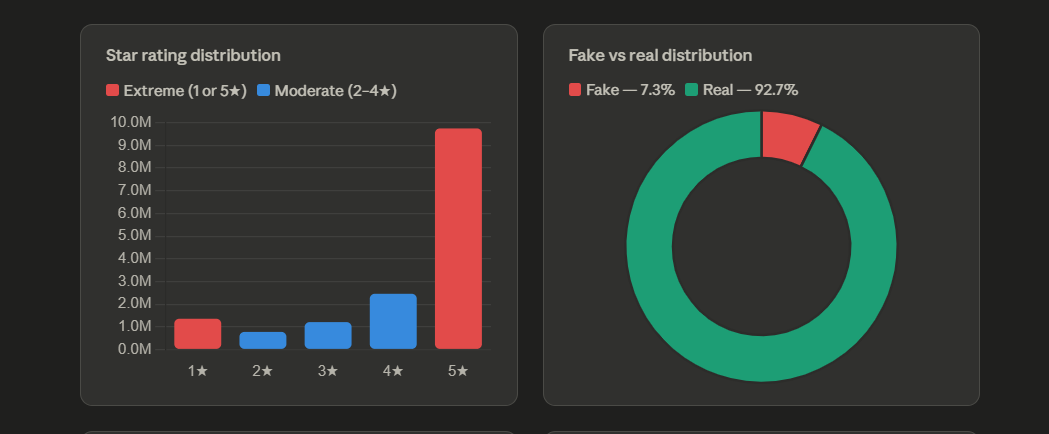 Star rating distribution
Extreme (1 or 5★) Moderate (2–4★)
10.0M
9.0M
8.0M
7.0M
6.0M
5.0M
4.0M
3.0M
2.0M
1.0M
0.0M
1★ 2★ 3★ 4★ 5★
Fake vs real distribution
Fake — 7.3% Real — 92.7%